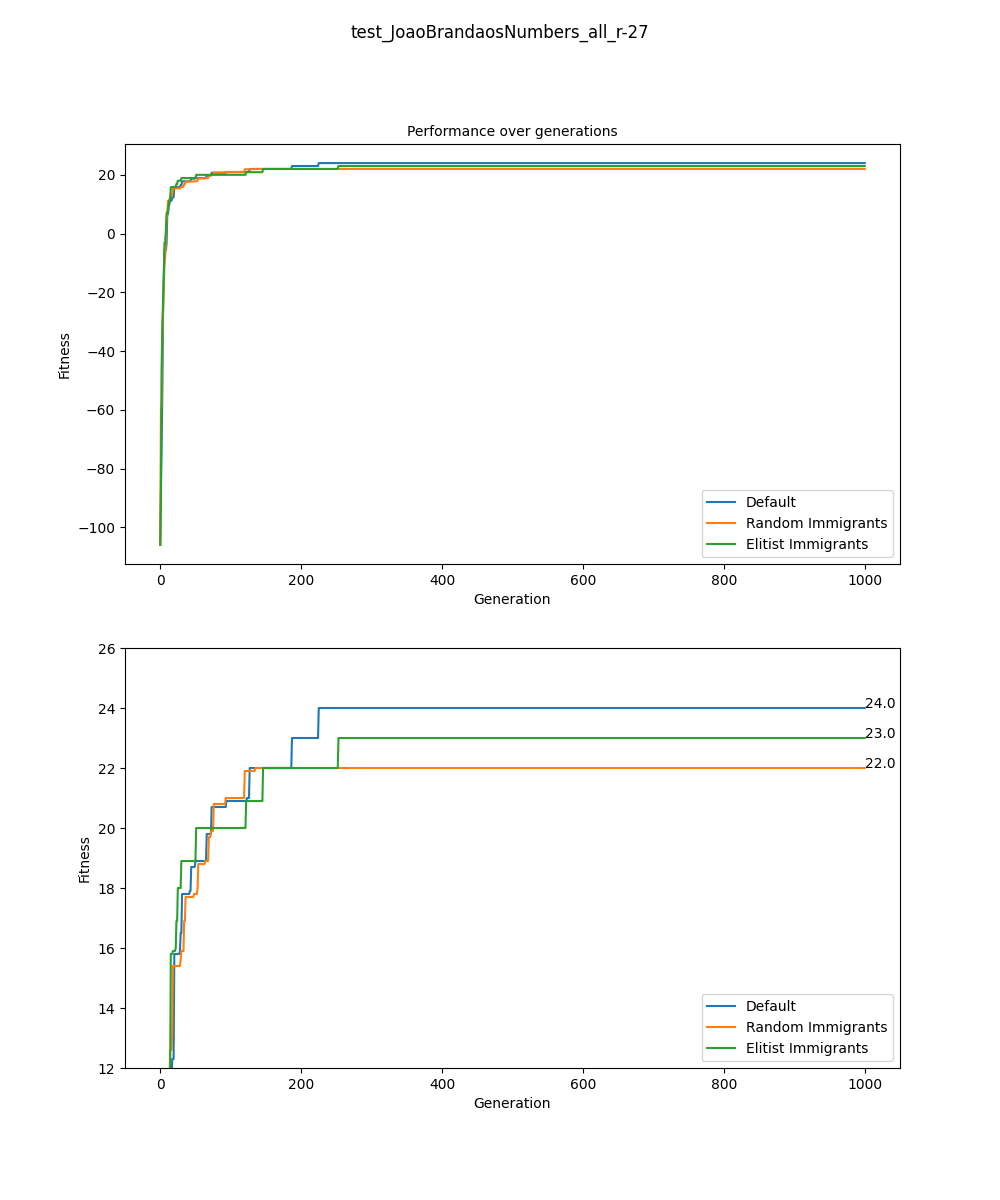 test_JoaoBrandaosNumbers_all_r-27
Performance over generations
20
0
−20
−40
−60
−80
−100
Fitness
Default
Random Immigrants
Elitist Immigrants
0 200 400 600 800 1000
Generation
26
24
22
20
18
16
14
12
Fitness
24.0
23.0
22.0
Default
Random Immigrants
Elitist Immigrants
0 200 400 600 800 1000
Generation